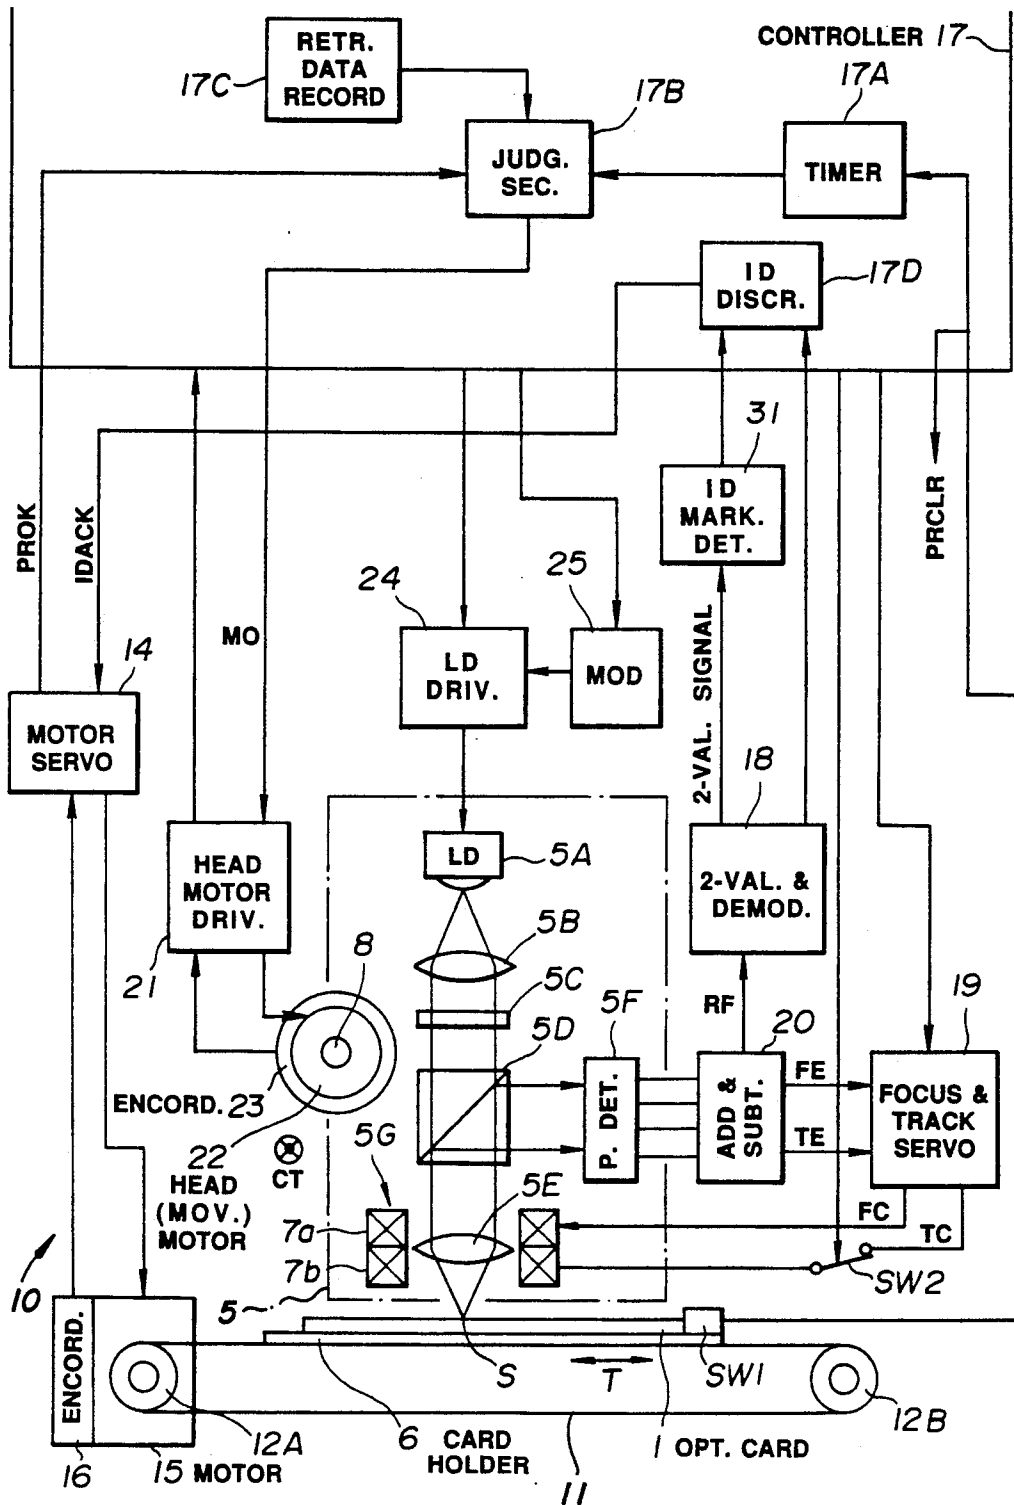 CONTROLLER 17
RETR.
DATA
RECORD
17C
17B
17A
JUDG.
SEC.
TIMER
ID
DISCR.
17D
31
ID
MARK.
DET.
PROK
IDACK
MO
PRCLR
24
25
LD
DRIV.
MOD
2-VAL. SIGNAL
14
MOTOR
SERVO
18
LD
5A
HEAD
MOTOR
DRIV.
2-VAL. &
DEMOD.
5B
21
8
5C
5F
RF
20
19
5D
P. DET.
ADD &
SUBT.
FE
TE
FOCUS &
TRACK
SERVO
ENCORD. 23
22
CT
5G
5E
HEAD
(MOV.)
MOTOR
7a
7b
FC
TC
SW2
10
5
ENCORD.
S
T
SW1
12A
12B
16
15 MOTOR
6 CARD
HOLDER
1 OPT. CARD
11